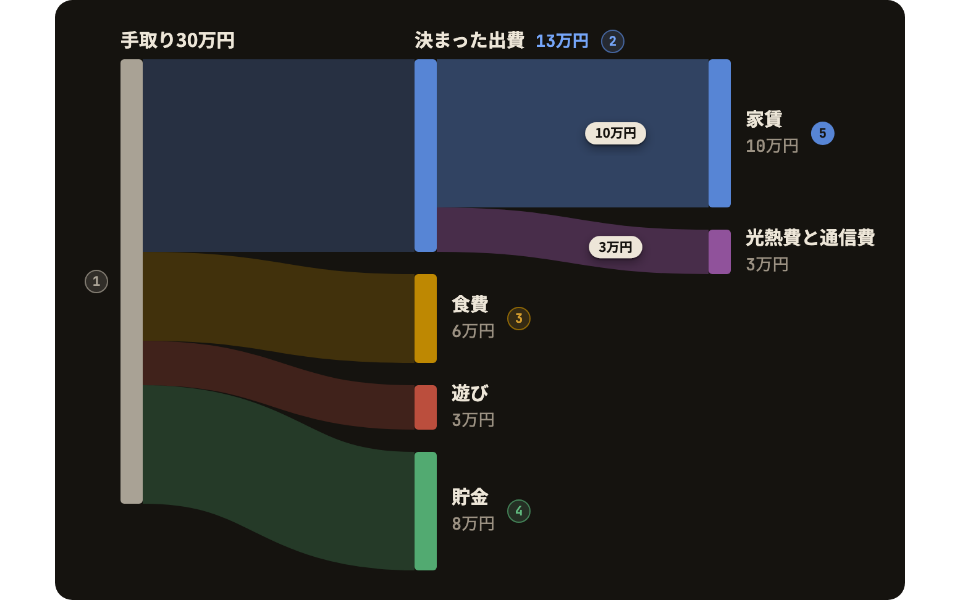 手取り30万円
決まった出費 13万円 2
10万円
家賃
10万円
5
3万円
光熱費と通信費
3万円
1
食費
6万円
3
遊び
3万円
貯金
8万円
4